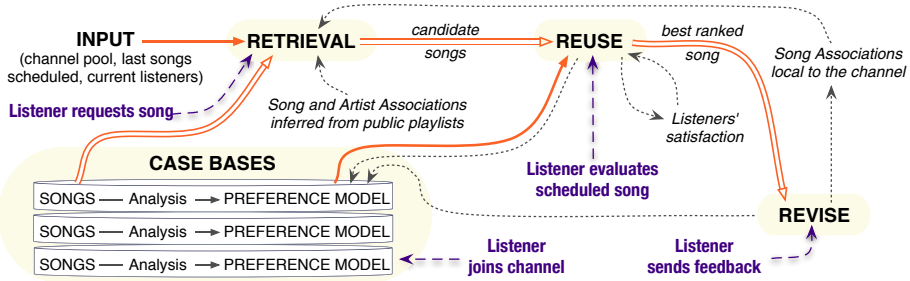 INPUT
(channel pool, last songs
scheduled, current listeners)
RETRIEVAL
candidate
songs
REUSE
best ranked
song
Song Associations
local to the channel
Listener requests song
Song and Artist Associations
inferred from public playlists
Listeners'
satisfaction
CASE BASES
Listener evaluates
scheduled song
SONGS Analysis PREFERENCE MODEL
SONGS Analysis PREFERENCE MODEL
SONGS Analysis PREFERENCE MODEL
REVISE
Listener
joins channel
Listener
sends feedback